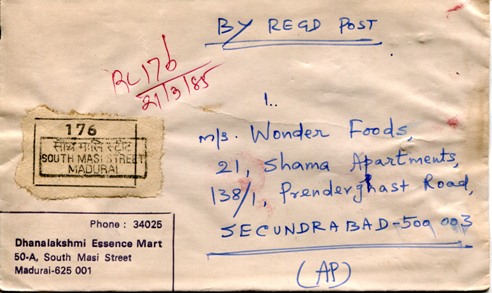 BY REGD POST
RL 176
21/3/85
1..
M/s. Wonder Foods,
21, Shama Apartments,
138/1, Prenderghast Road,
SECUNDRABAD-500 003
(AP)
176
साउथ मासि स्ट्रीट
SOUTH MASI STREET
MADURAI
Phone : 34025
Dhanalakshmi Essence Mart
50-A, South Masi Street
Madurai-625 001